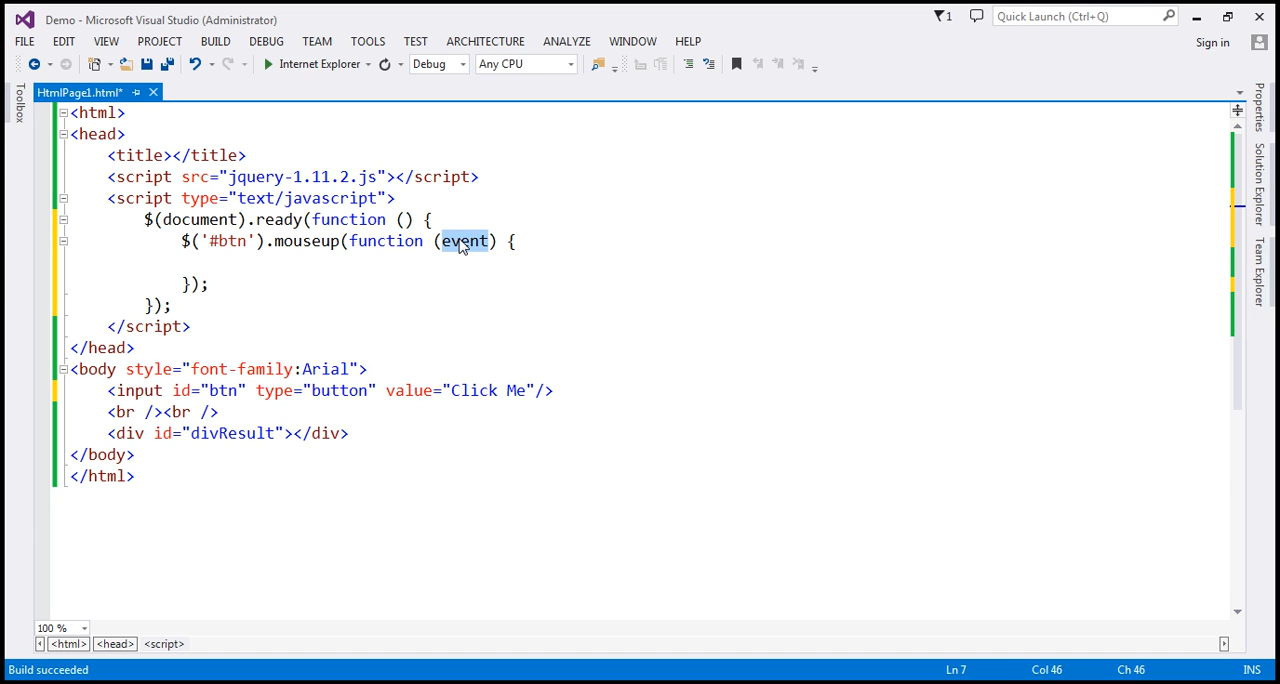 Demo - Microsoft Visual Studio (Administrator)
1
Quick Launch (Ctrl+Q)
FILE EDIT VIEW PROJECT BUILD DEBUG TEAM TOOLS TEST ARCHITECTURE ANALYZE WINDOW HELP
Sign in
Internet Explorer
Debug
Any CPU
HtmlPage1.html*
Toolbox
Properties
Solution Explorer
Team Explorer
<html>
<head>
<title></title>
<script src="jquery-1.11.2.js"></script>
<script type="text/javascript">
$(document).ready(function () {
$('#btn').mouseup(function (event) {
});
});
</script>
</head>
<body style="font-family:Arial">
<input id="btn" type="button" value="Click Me"/>
<br /><br />
<div id="divResult"></div>
</body>
</html>
100 %
<html> <head> <script>
Build succeeded
Ln 7
Col 46
Ch 46
INS